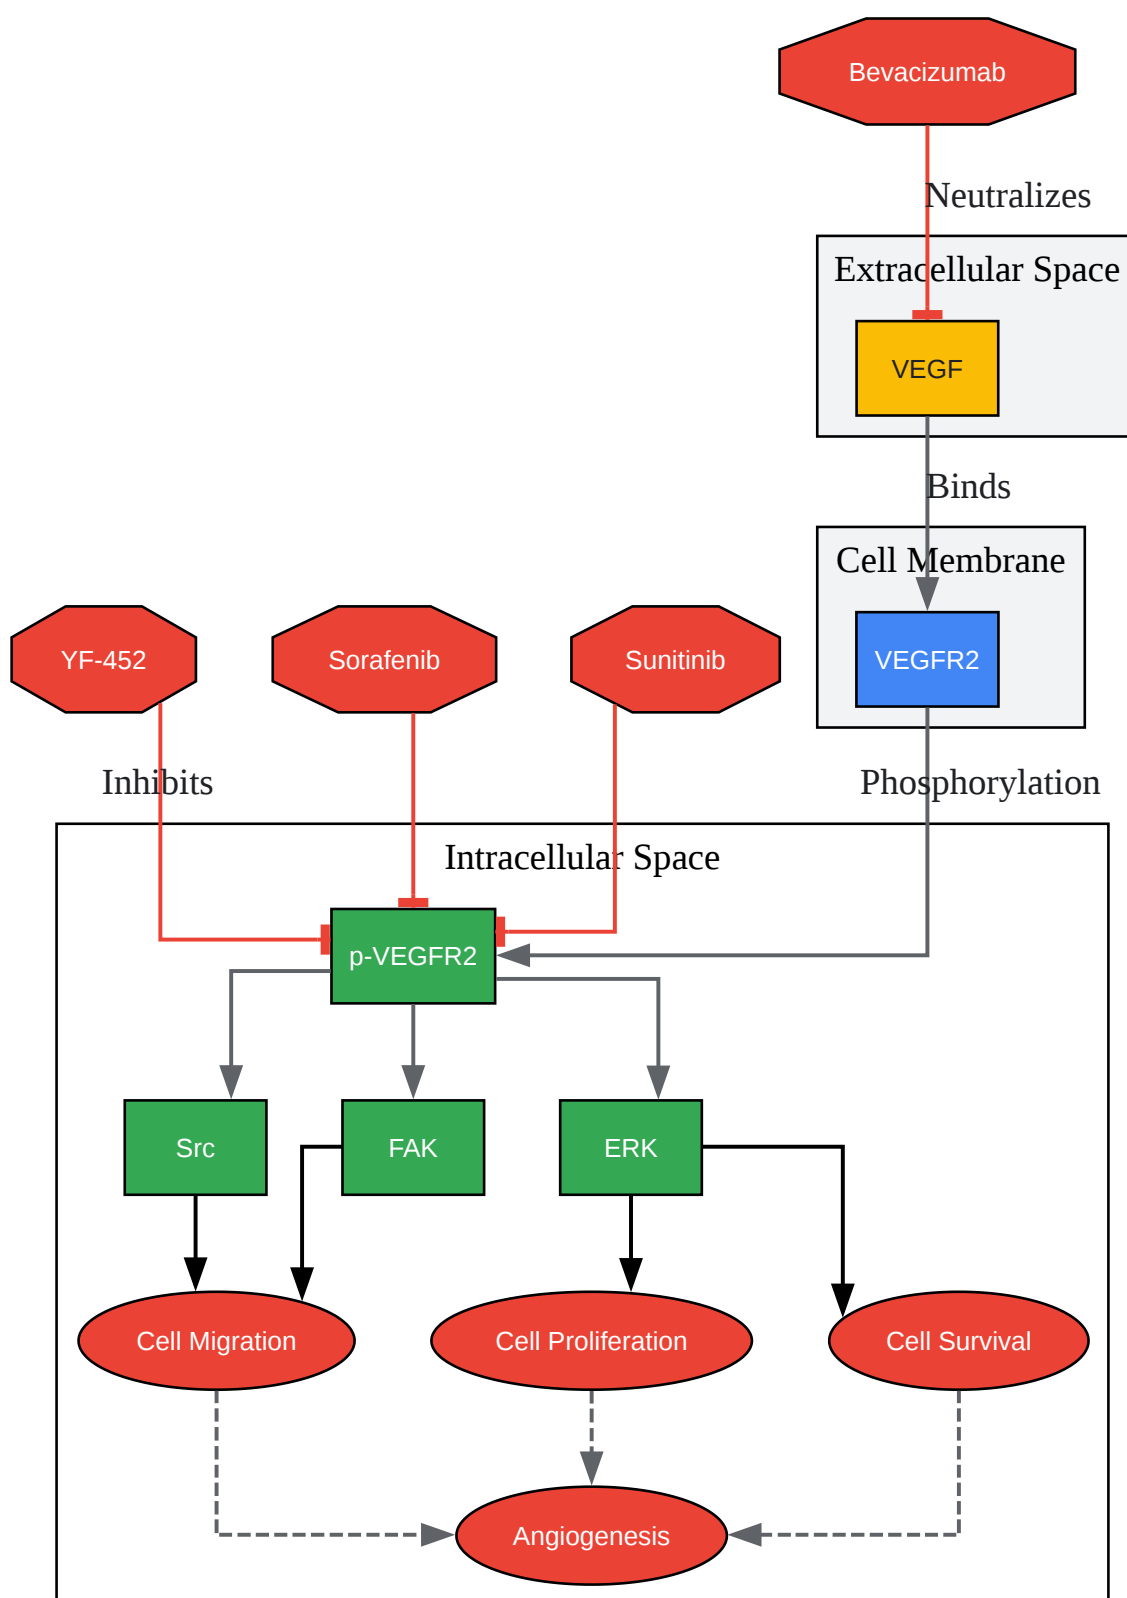 Bevacizumab
Neutralizes
Extracellular Space
VEGF
Binds
Cell Membrane
YF-452
Sorafenib
Sunitinib
VEGFR2
Inhibits
Phosphorylation
Intracellular Space
p-VEGFR2
Src
FAK
ERK
Cell Migration
Cell Proliferation
Cell Survival
Angiogenesis